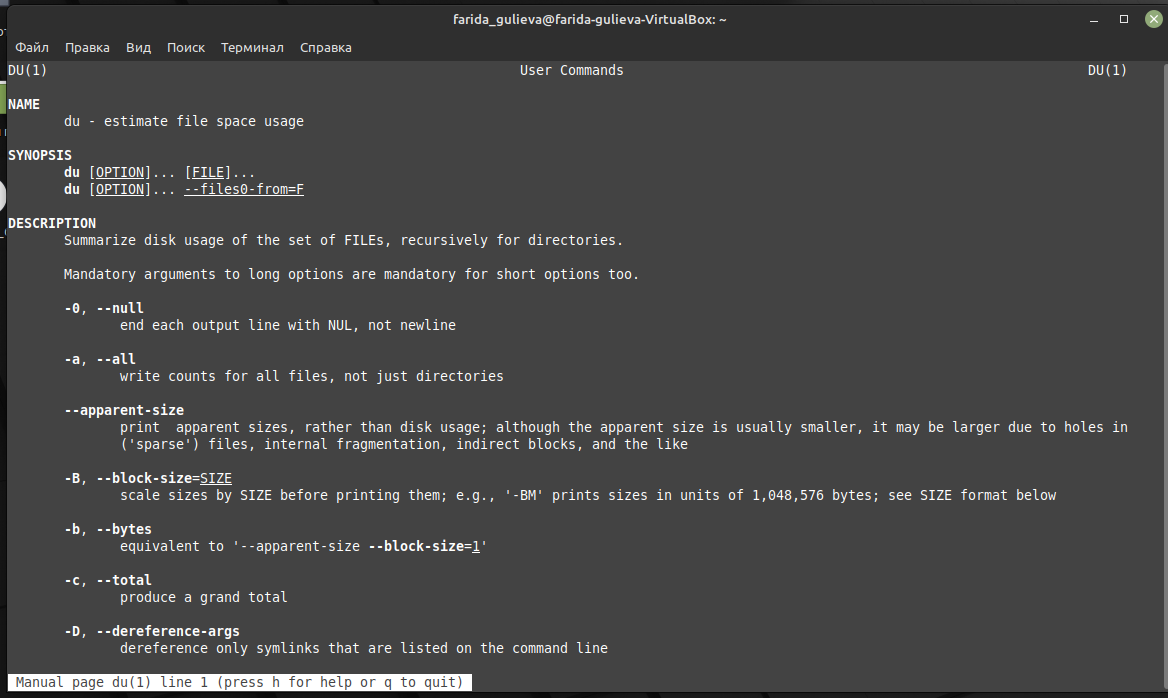 farida_gulieva@farida-gulieva-VirtualBox: ~
Файл Правка Вид Поиск Терминал Справка
DU(1) User Commands DU(1)
NAME
du - estimate file space usage
SYNOPSIS
du [OPTION]... [FILE]...
du [OPTION]... --files0-from=F
DESCRIPTION
Summarize disk usage of the set of FILEs, recursively for directories.
Mandatory arguments to long options are mandatory for short options too.
-0, --null
end each output line with NUL, not newline
-a, --all
write counts for all files, not just directories
--apparent-size
print  apparent sizes, rather than disk usage; although the apparent size is usually smaller, it may be larger due to holes in
('sparse') files, internal fragmentation, indirect blocks, and the like
-B, --block-size=SIZE
scale sizes by SIZE before printing them; e.g., '-BM' prints sizes in units of 1,048,576 bytes; see SIZE format below
-b, --bytes
equivalent to '--apparent-size --block-size=1'
-c, --total
produce a grand total
-D, --dereference-args
dereference only symlinks that are listed on the command line
Manual page du(1) line 1 (press h for help or q to quit)